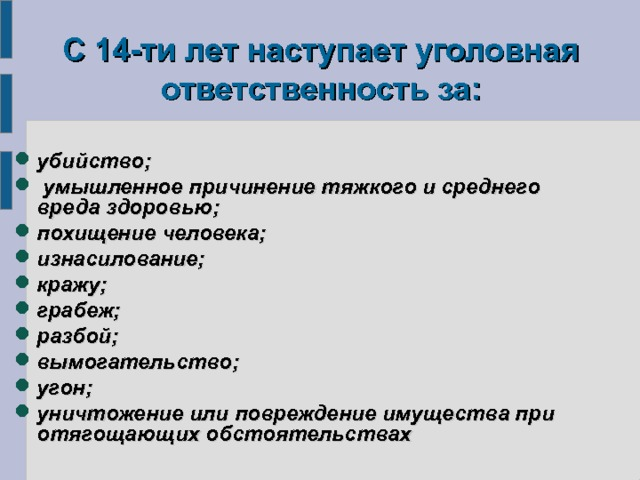 С 14-ти лет наступает уголовная
ответственность за:
убийство;
умышленное причинение тяжкого и среднего
вреда здоровью;
похищение человека;
изнасилование;
кражу;
грабеж;
разбой;
вымогательство;
угон;
уничтожение или повреждение имущества при
отягощающих обстоятельствах